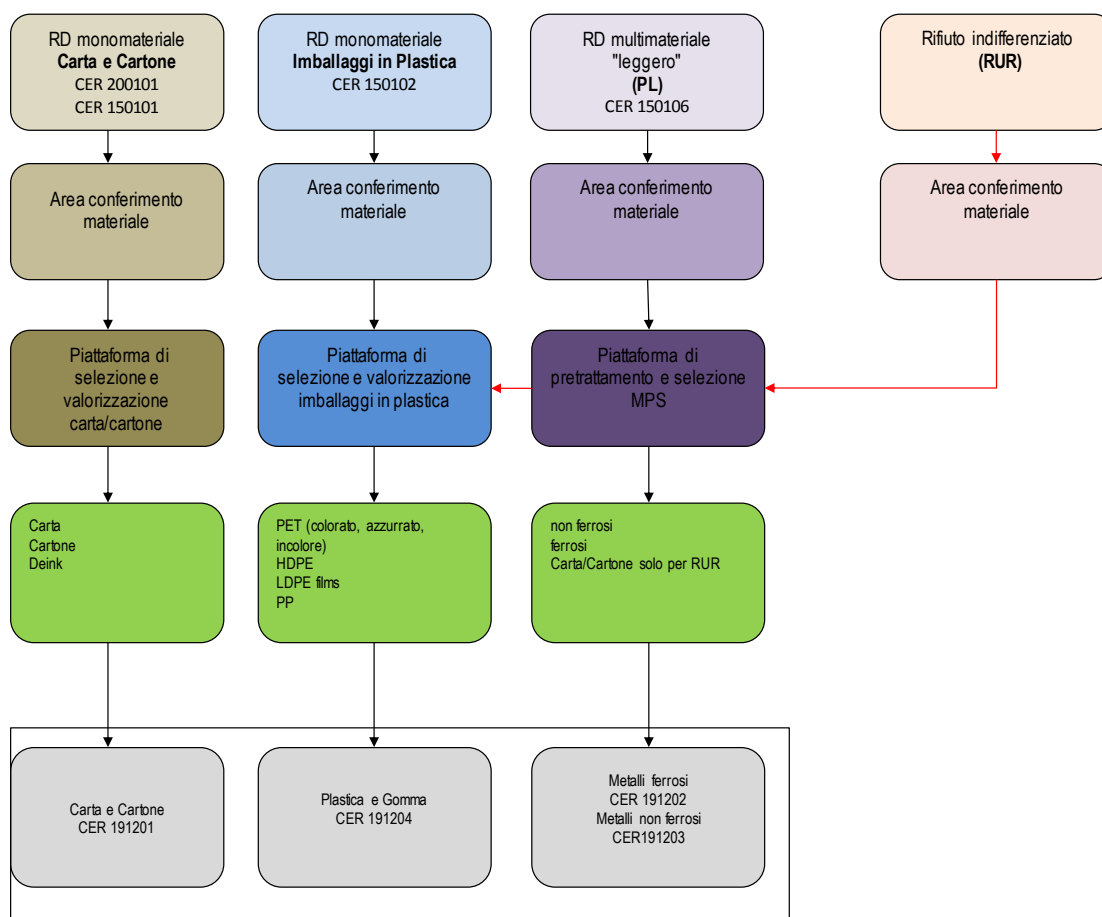 RD monomateriale
Carta e Cartone
CER 200101
CER 150101
RD monomateriale
Imballaggi in Plastica
CER 150102
RD multimateriale
"leggero"
(PL)
CER 150106
Rifiuto indifferenziato
(RUR)
Area conferimento
materiale
Area conferimento
materiale
Area conferimento
materiale
Area conferimento
materiale
Piattaforma di
selezione e
valorizzazione
carta/cartone
Piattaforma di
selezione e valorizzazione
imballaggi in plastica
Piattaforma di
pretrattamento e selezione
MPS
Carta
Cartone
Deink
PET (colorato, azzurrato,
incolore)
HDPE
LDPE films
PP
non ferrosi
ferrosi
Carta/Cartone solo per RUR
Carta e Cartone
CER 191201
Plastica e Gomma
CER 191204
Metalli ferrosi
CER 191202
Metalli non ferrosi
CER191203